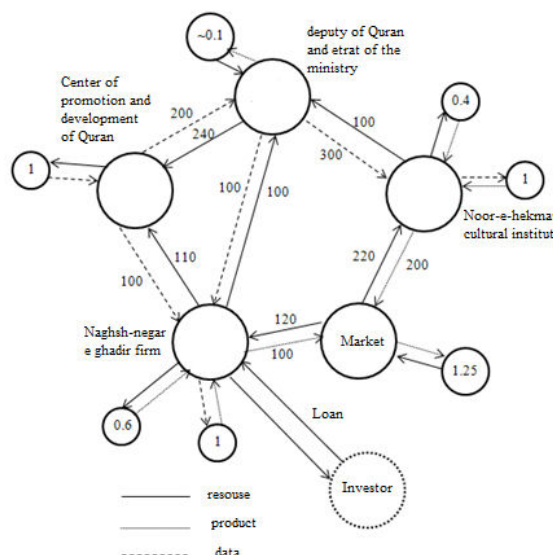 ~0.1
deputy of Quran
and etrat of the
ministry
Center of
promotion and
development
of Quran
200
240
100
300
0.4
1
1
100
100
Noor-e-hekmat
cultural institut
220
200
110
100
Naghsh-negar
e ghadir firm
120
100
Market
1.25
0.6
1
Loan
Investor
resouse
product
data